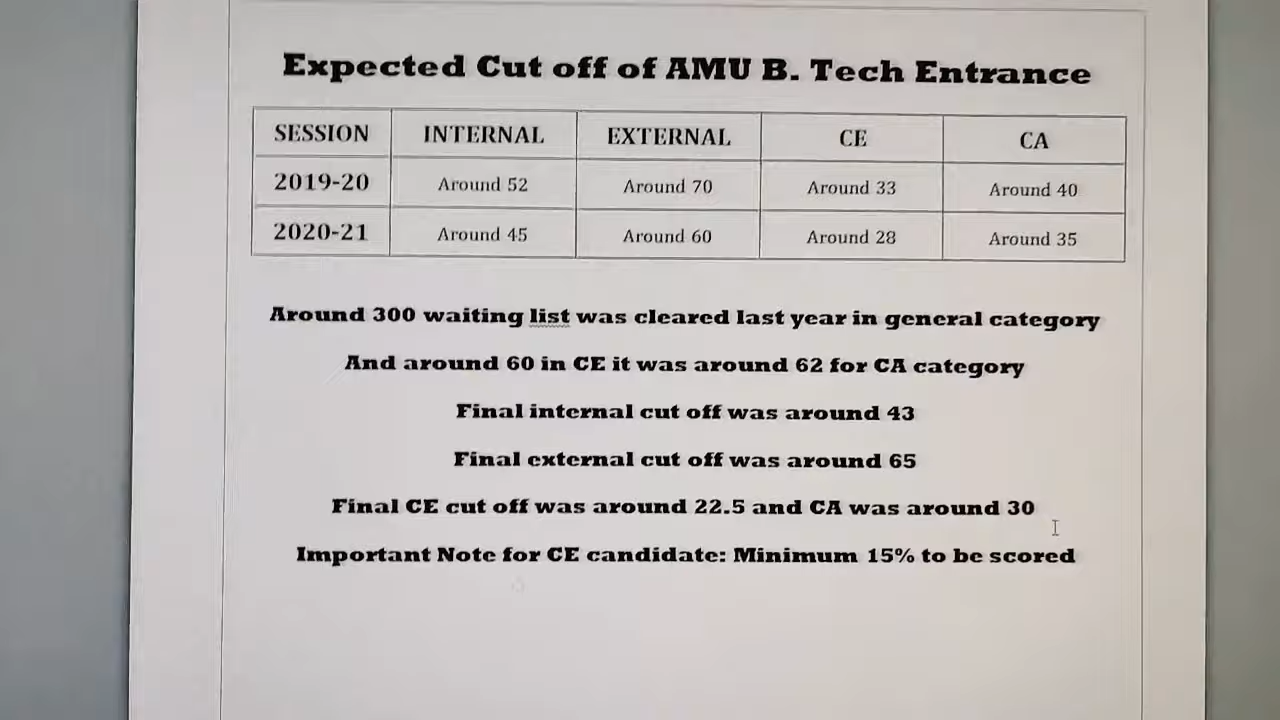 Expected Cut off of AMU B. Tech Entrance
SESSION INTERNAL EXTERNAL CE CA
2019-20 Around 52 Around 70 Around 33 Around 40
2020-21 Around 45 Around 60 Around 28 Around 35
Around 300 waiting list was cleared last year in general category
And around 60 in CE it was around 62 for CA category
Final internal cut off was around 43
Final external cut off was around 65
Final CE cut off was around 22.5 and CA was around 30
Important Note for CE candidate: Minimum 15% to be scored